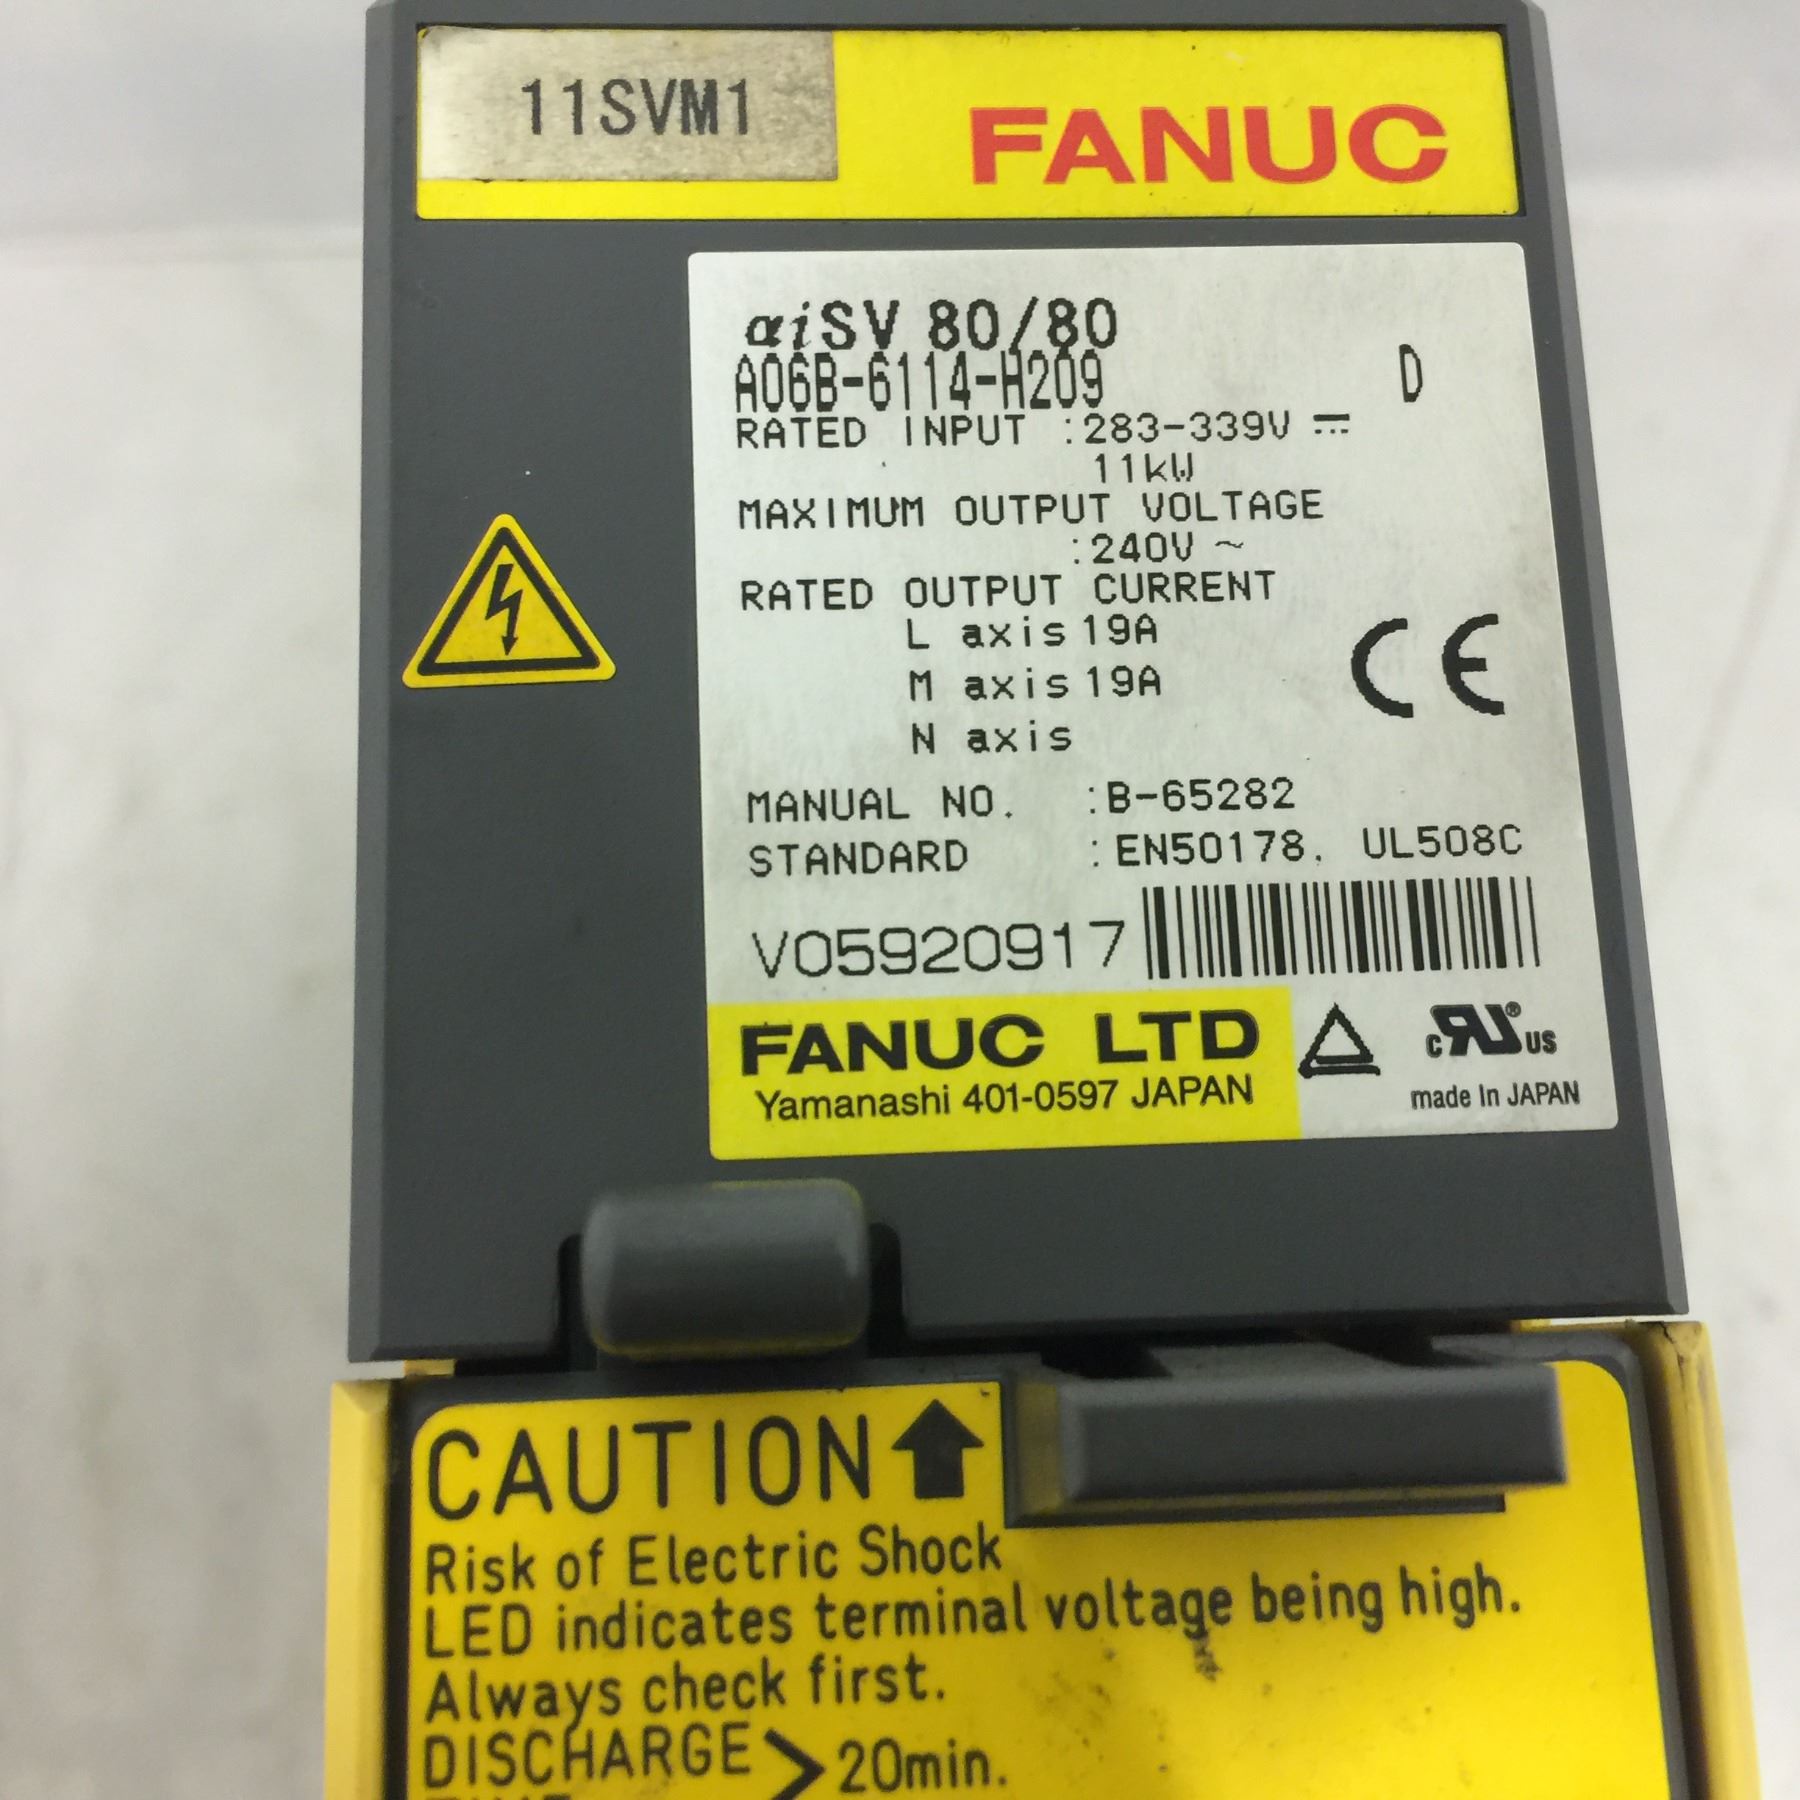 11SVM1
FANUC
αiSV 80/80
A06B-6114-H209 D
RATED INPUT :283-339V
11kW
MAXIMUM OUTPUT VOLTAGE
:240V ~
RATED OUTPUT CURRENT
L axis 19A
M axis 19A
N axis
CE
MANUAL NO. :B-65282
STANDARD :EN50178. UL508C
V05920917
FANUC LTD
Yamanashi 401-0597 JAPAN
c US
made In JAPAN
CAUTION
Risk of Electric Shock
LED indicates terminal voltage being high.
Always check first.
DISCHARGE > 20min.